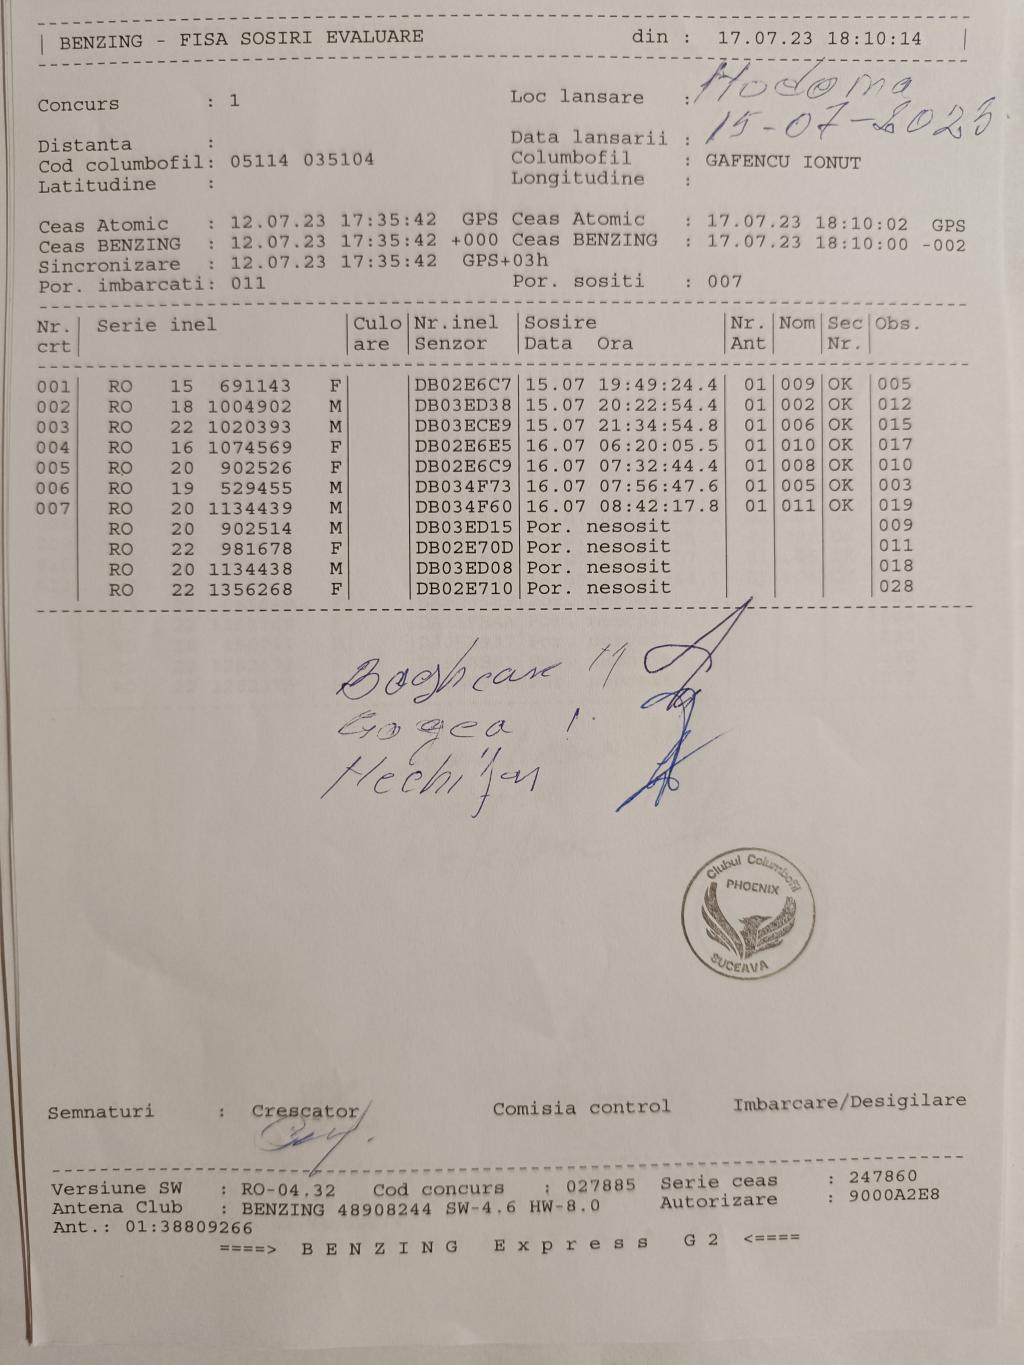 BENZING - FISA SOSIRI EVALUARE din : 17.07.23 18:10:14
Concurs : 1 Loc lansare :
Distanta : Data lansarii : 15-07-2023
Cod columbofil: 05114 035104 Columbofil : GAFENCU IONUT
Latitudine : Longitudine :
Ceas Atomic : 12.07.23 17:35:42 GPS Ceas Atomic : 17.07.23 18:10:02 GPS
Ceas BENZING : 12.07.23 17:35:42 +000 Ceas BENZING : 17.07.23 18:10:00 -002
Sincronizare : 12.07.23 17:35:42 GPS+03h
Por. imbarcati: 011 Por. sositi : 007
Nr. Serie inel Culo Nr.inel Sosire Nr. Nom Sec Obs.
crt are Senzor Data Ora Ant Nr.
001 RO 15 691143 F DB02E6C7 15.07 19:49:24.4 01 009 OK 005
002 RO 18 1004902 M DB03ED38 15.07 20:22:54.4 01 002 OK 012
003 RO 22 1020393 M DB03ECE9 15.07 21:34:54.8 01 006 OK 015
004 RO 16 1074569 F DB02E6E5 16.07 06:20:05.5 01 010 OK 017
005 RO 20 902526 F DB02E6C9 16.07 07:32:44.4 01 008 OK 010
006 RO 19 529455 M DB034F73 16.07 07:56:47.6 01 005 OK 003
007 RO 20 1134439 M DB034F60 16.07 08:42:17.8 01 011 OK 019
RO 20 902514 M DB03ED15 Por. nesosit 009
RO 22 981678 F DB02E70D Por. nesosit 011
RO 20 1134438 M DB03ED08 Por. nesosit 018
RO 22 1356268 F DB02E710 Por. nesosit 028
Gogea
Clubul Columbofil
PHOENIX
SUCEAVA
Semnaturi : Crescator Comisia control Imbarcare/Desigilare
Versiune SW : RO-04.32 Cod concurs : 027885 Serie ceas : 247860
Antena Club : BENZING 48908244 SW-4.6 HW-8.0 Autorizare : 9000A2E8
Ant.: 01:38809266
====> B E N Z I N G E x p r e s s G 2 <====